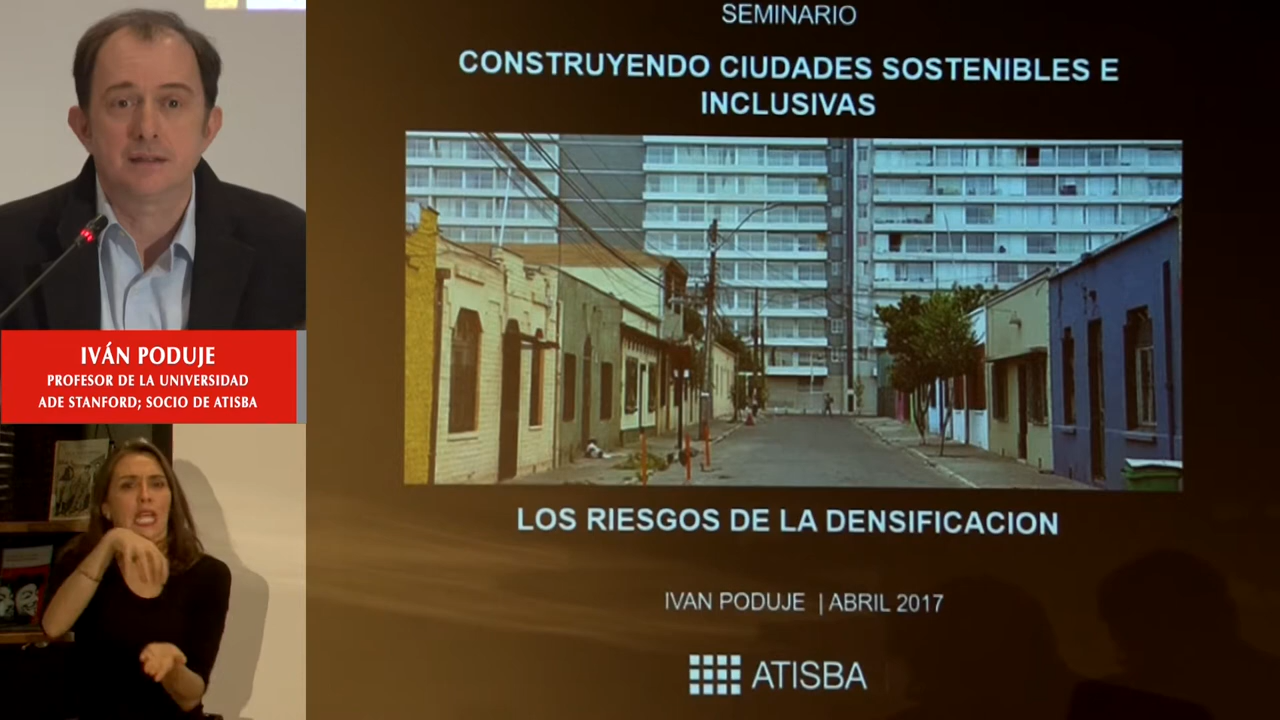 IVÁN PODUJE
PROFESOR DE LA UNIVERSIDAD
ADE STANFORD; SOCIO DE ATISBA
SEMINARIO
CONSTRUYENDO CIUDADES SOSTENIBLES E
INCLUSIVAS
LOS RIESGOS DE LA DENSIFICACION
IVAN PODUJE | ABRIL 2017
ATISBA